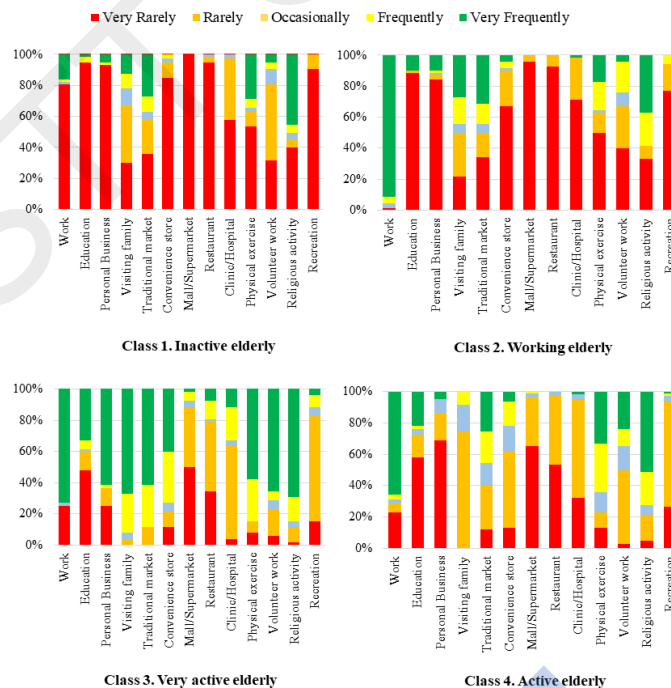 Very Rarely Rarely Occasionally Frequently Very Frequently
100%
80%
60%
40%
20%
0%
Work
Education
Personal Business
Visiting family
Traditional market
Convenience store
Mall/Supermarket
Restaurant
Clinic/Hospital
Physical exercise
Volunteer work
Religious activity
Recreation
Class 1. Inactive elderly
100%
80%
60%
40%
20%
0%
Work
Education
Personal Business
Visiting family
Traditional market
Convenience store
Mall/Supermarket
Restaurant
Clinic/Hospital
Physical exercise
Volunteer work
Religious activity
Recreation
Class 2. Working elderly
100%
80%
60%
40%
20%
0%
Work
Education
Personal Business
Visiting family
Traditional market
Convenience store
Mall/Supermarket
Restaurant
Clinic/Hospital
Physical exercise
Volunteer work
Religious activity
Recreation
Class 3. Very active elderly
100%
80%
60%
40%
20%
0%
Work
Education
Personal Business
Visiting family
Traditional market
Convenience store
Mall/Supermarket
Restaurant
Clinic/Hospital
Physical exercise
Volunteer work
Religious activity
Recreation
Class 4. Active elderly